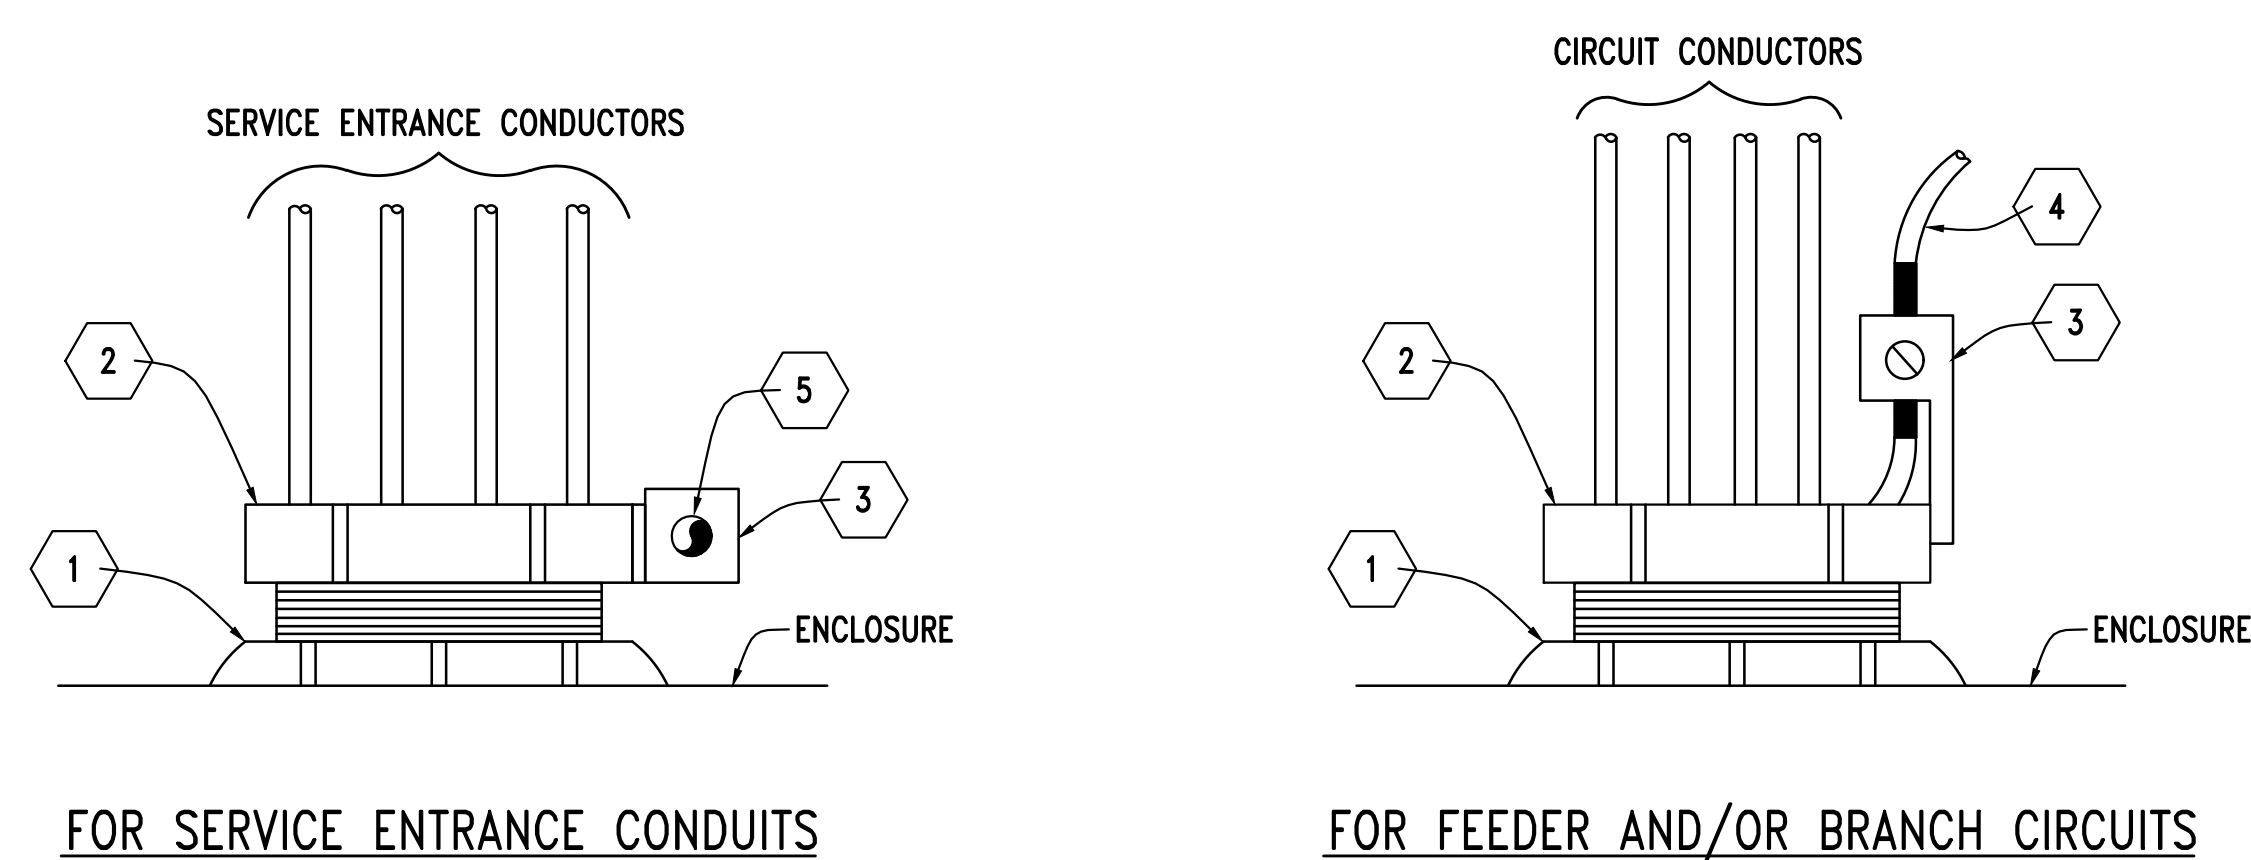 SERVICE ENTRANCE CONDUCTORS
2
5
3
1
ENCLOSURE
FOR SERVICE ENTRANCE CONDUITS
CIRCUIT CONDUCTORS
4
3
2
1
ENCLOSURE
FOR FEEDER AND/OR BRANCH CIRCUITS